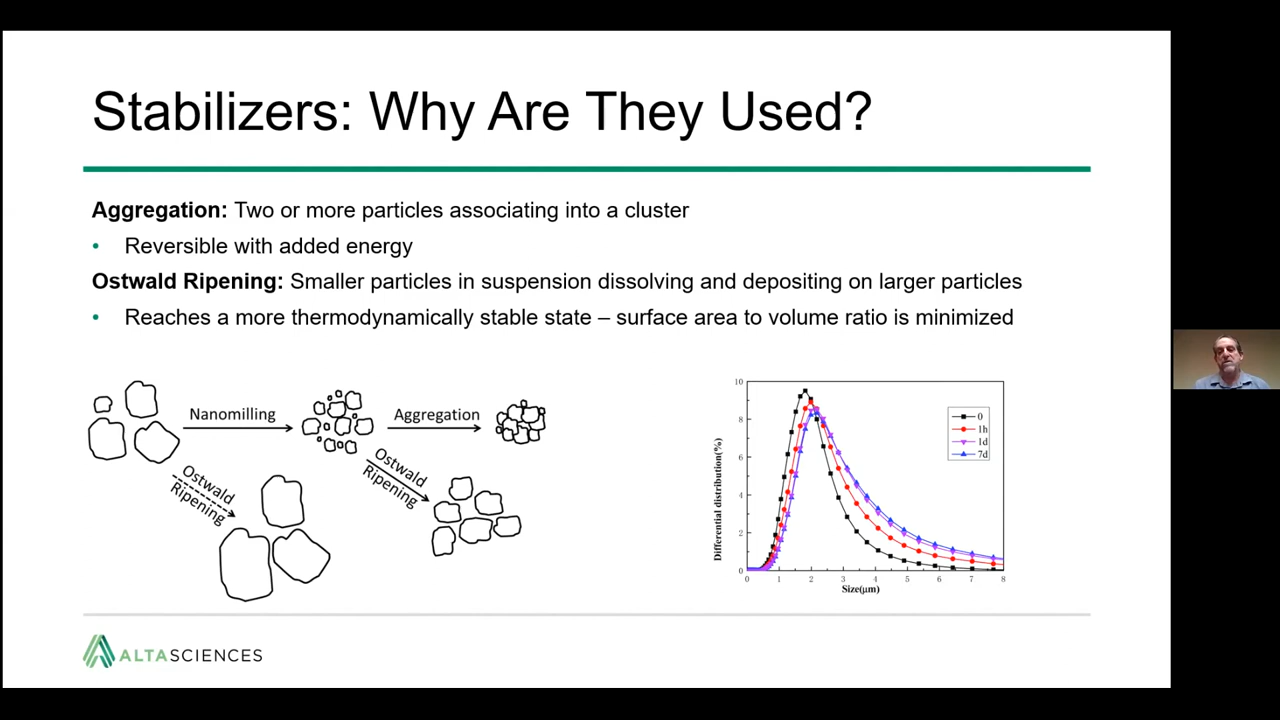 Stabilizers: Why Are They Used?
Aggregation: Two or more particles associating into a cluster
• Reversible with added energy
Ostwald Ripening: Smaller particles in suspension dissolving and depositing on larger particles
• Reaches a more thermodynamically stable state – surface area to volume ratio is minimized
Nanomilling
Aggregation
Ostwald
Ripening
Ostwald
Ripening
Differential distribution(%)
10
8
6
4
2
0
0 1 2 3 4 5 6 7 8
Size(μm)
0
1h
1d
7d
ALTASCIENCES